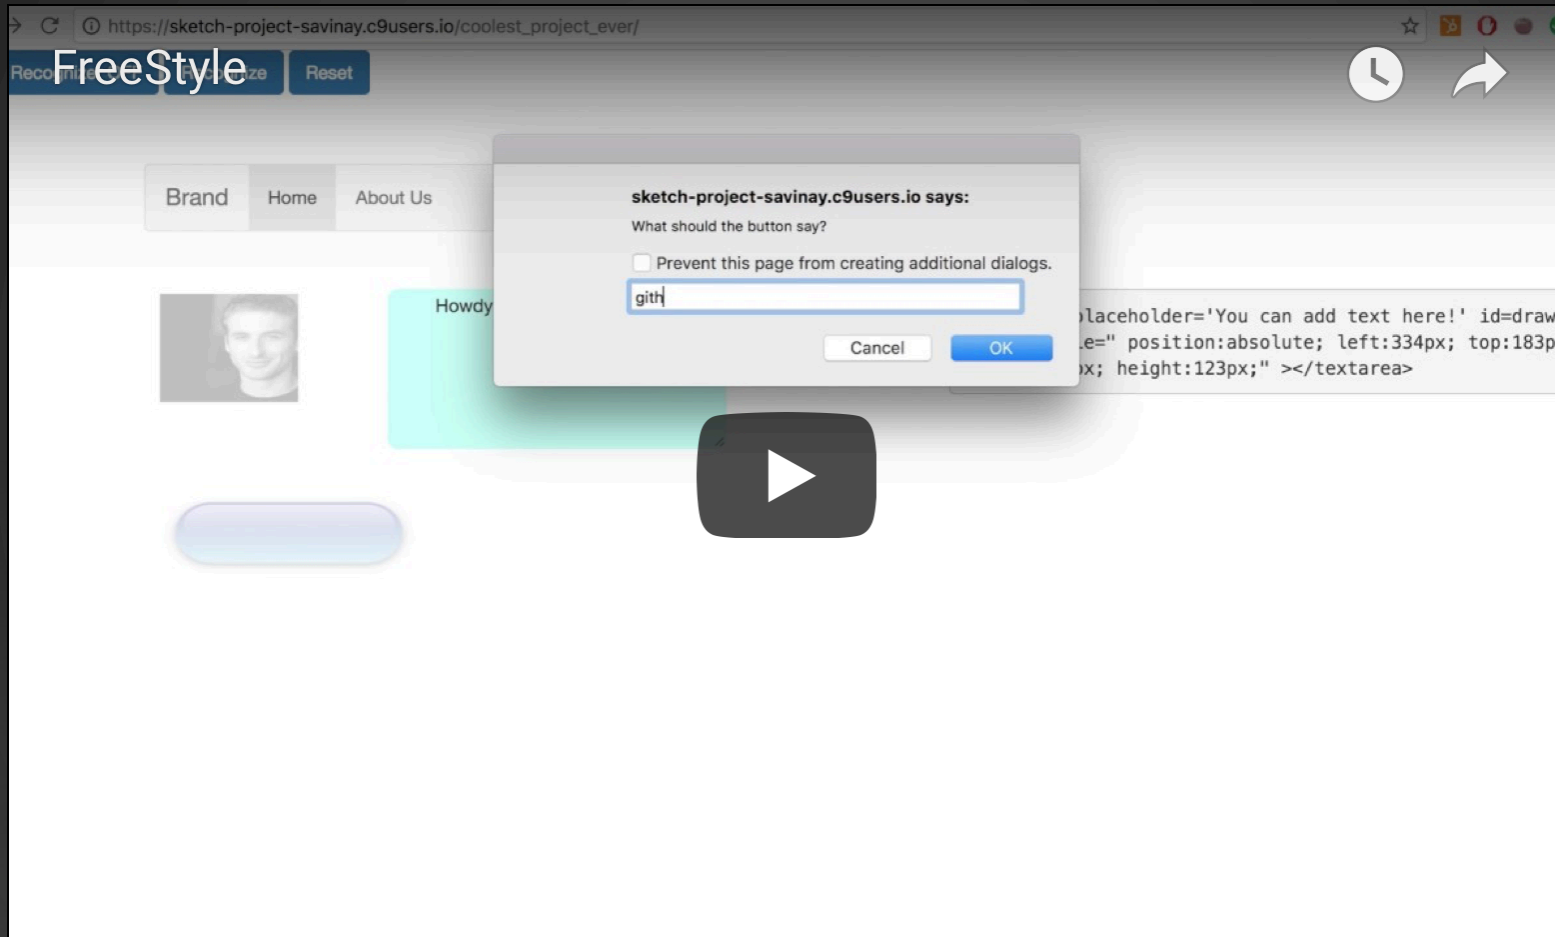 https://sketch-project-savinay.c9users.io/coolest_project_ever/
FreeStyle
Reset
Brand
Home
About Us
sketch-project-savinay.c9users.io says:
What should the button say?
Prevent this page from creating additional dialogs.
gith
Cancel
OK
Howdy
placeholder='You can add text here!' id=draw
position:absolute; left:334px; top:183p
height:123px;" ></textarea>